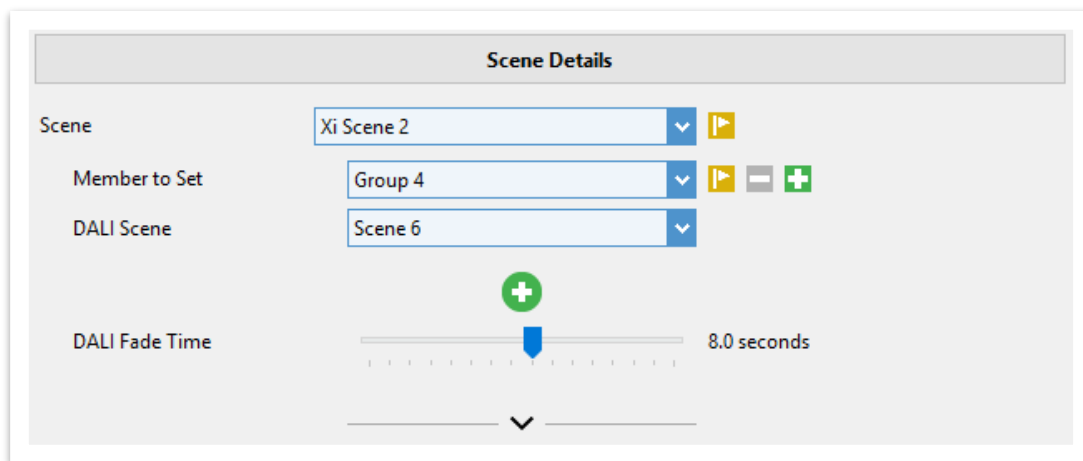 Scene Details
Scene Xi Scene 2
Member to Set Group 4
DALI Scene Scene 6
DALI Fade Time 8.0 seconds